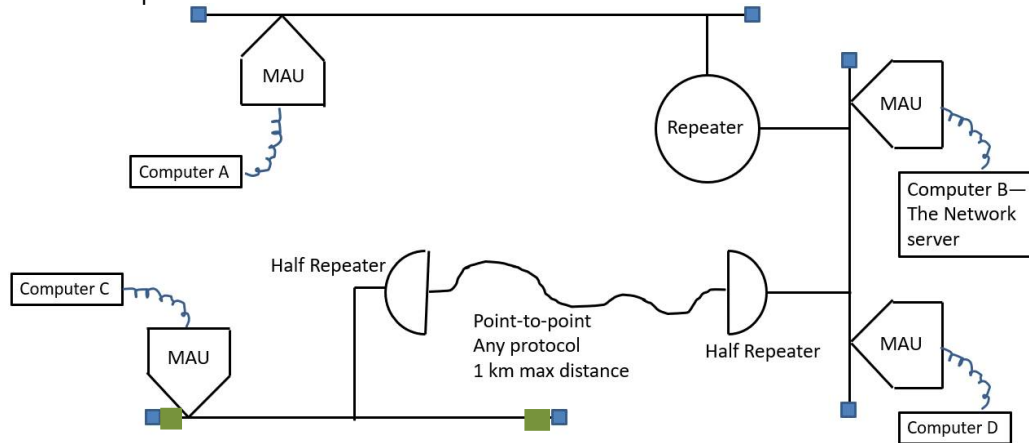 MAU
MAU
Repeater
Computer A
Computer B—
The Network
server
Half Repeater
Computer C
Point-to-point
Any protocol
1 km max distance
Half Repeater
MAU
MAU
Computer D